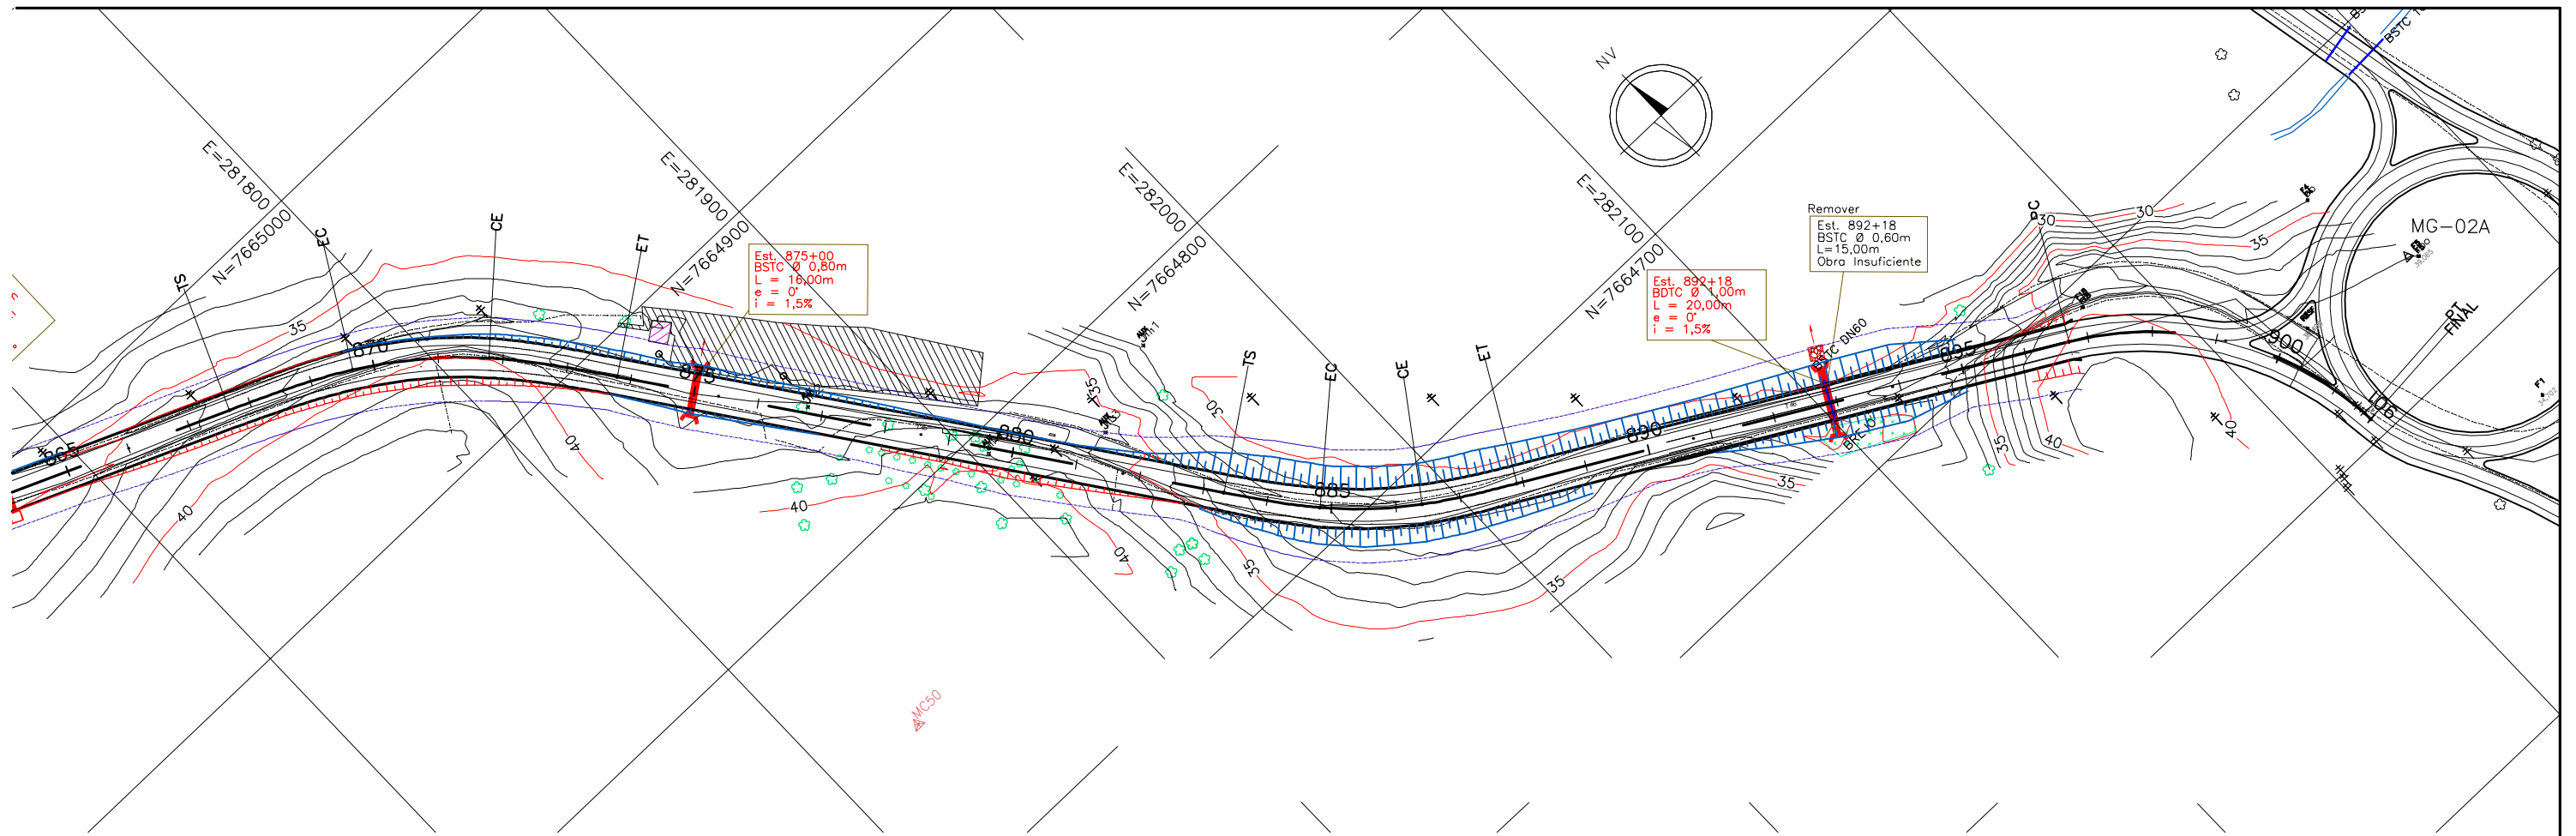 BSTC
NV
E=281800
N=7665000
E=281900
N=7664900
E=282000
N=7664800
E=282100
N=7664700
TS
EC
CE
ET
Est. 875+00
BSTC Ø 0,80m
L = 16,00m
e = 0°
i = 1,5%
Est. 892+18
BDTC Ø 1,00m
L = 20,00m
e = 0°
i = 1,5%
Remover
Est. 892+18
BSTC Ø 0,60m
L=15,00m
Obra Insuficiente
BSTC DN60
BREJO
PC
30
30
35
MG-02A
PT
FINAL
35
865
870
875
880
885
890
895
900
TS
EC
CE
ET
35
30
40
40
40
40
35
35
35
35
40
40
F1
MC50